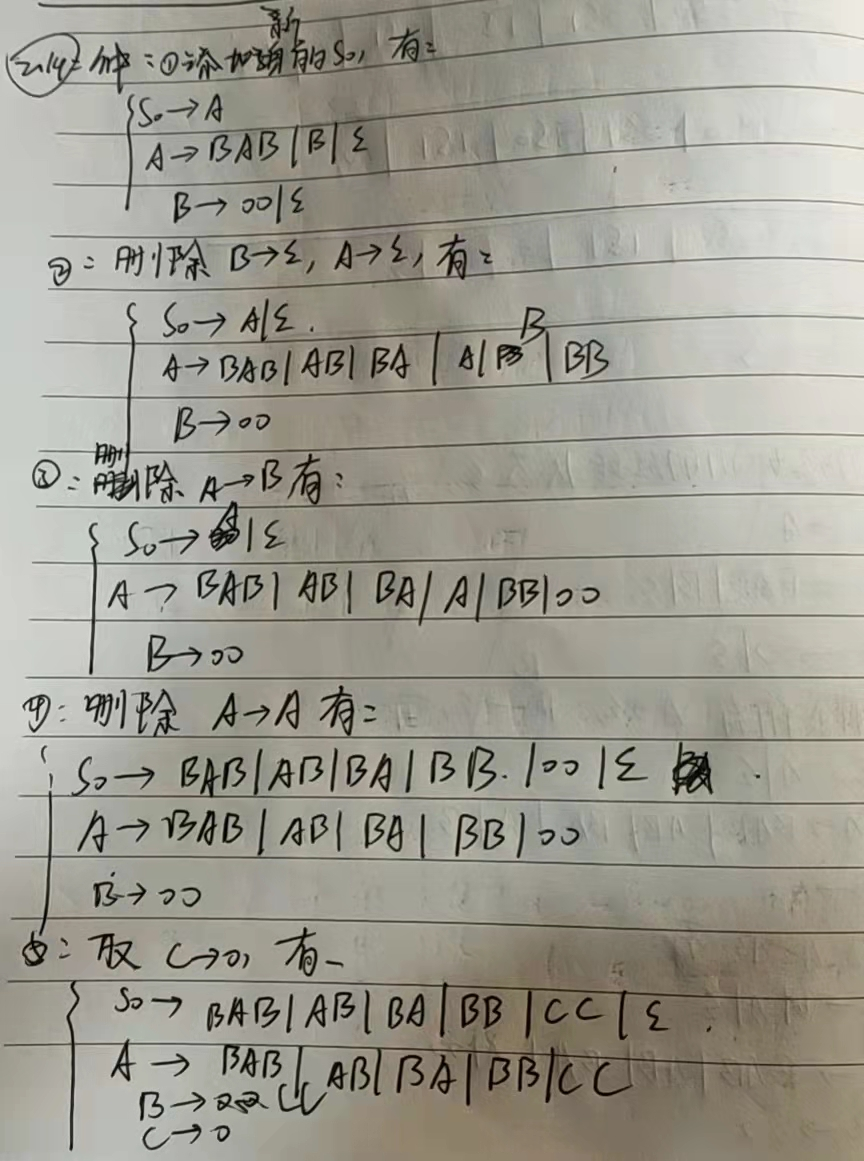 2.14: 解:①添加新的S₀, 有:
S₀→A
A→BAB|B|ε
B→00|ε
②: 删除 B→ε, A→ε, 有:
S₀→A|ε.
A→BAB|AB|BA|A|B|BB
B→00
③: 删除 A→B有:
S₀→A|ε
A→BAB|AB|BA|A|BB|00
B→00
④: 删除 A→A 有:
S₀→BAB|AB|BA|BB.|00|ε
A→BAB|AB|BA|BB|00
B→00
⑤: 取 C→0, 有
S₀→BAB|AB|BA|BB|CC|ε.
A→BAB|AB|BA|BB|CC
B→CC
C→0